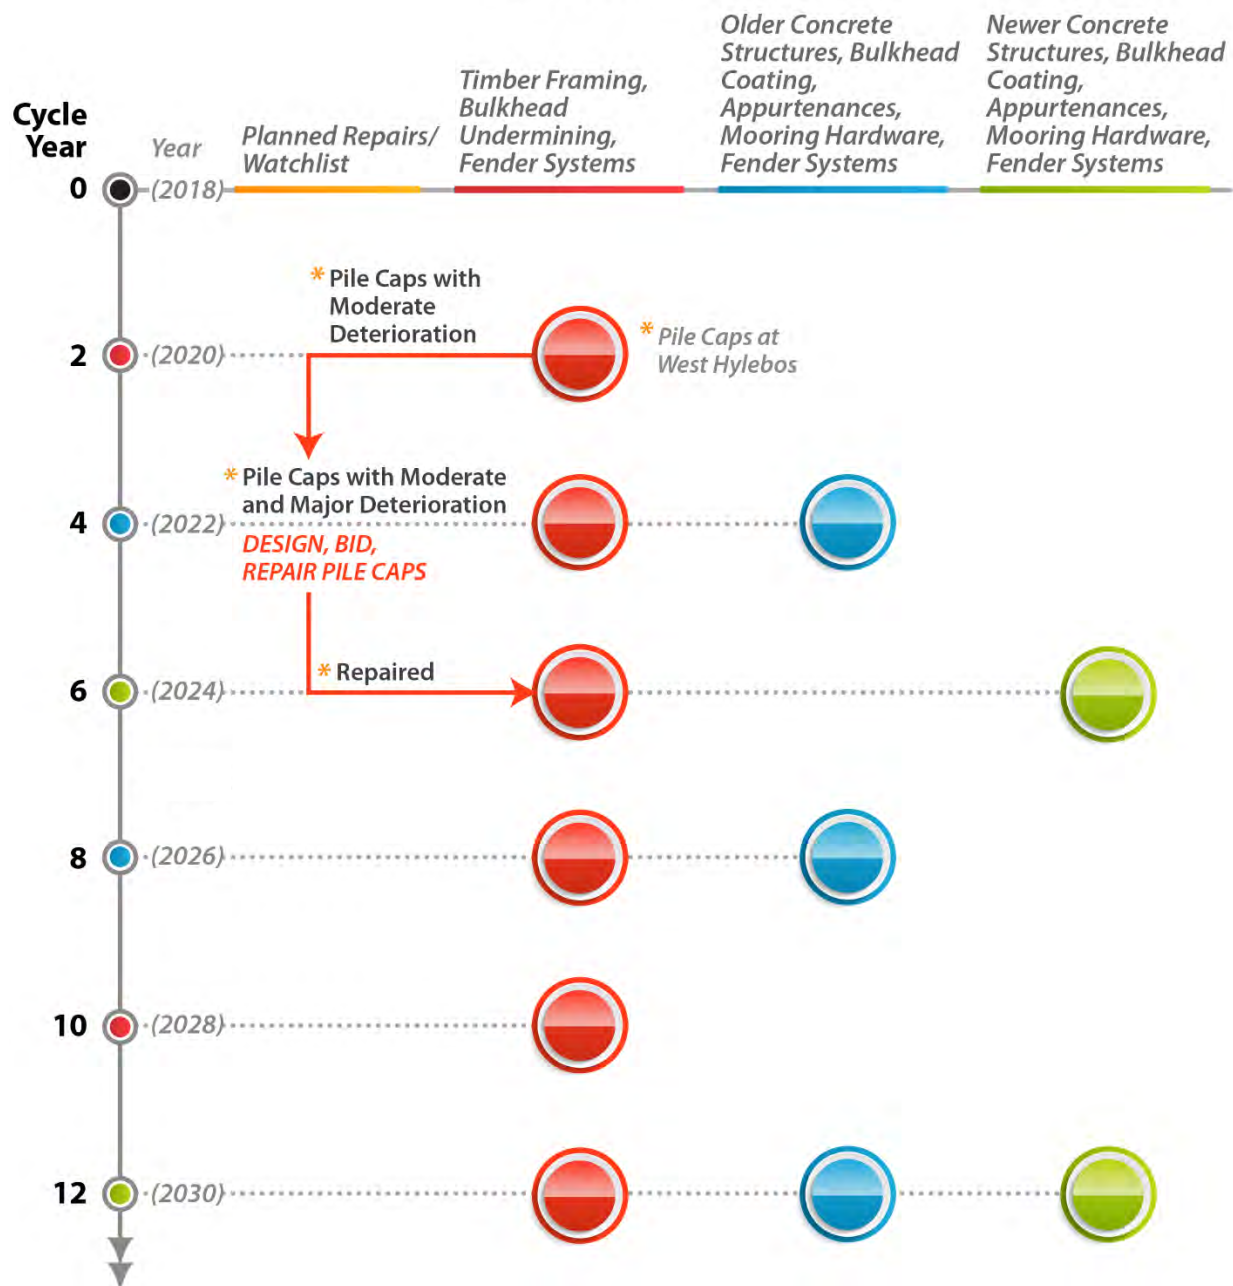 Cycle
Year
Year
Planned Repairs/
Watchlist
Timber Framing,
Bulkhead
Undermining,
Fender Systems
Older Concrete
Structures, Bulkhead
Coating,
Appurtenances,
Mooring Hardware,
Fender Systems
Newer Concrete
Structures, Bulkhead
Coating,
Appurtenances,
Mooring Hardware,
Fender Systems
0 (2018)
* Pile Caps with
Moderate
Deterioration
* Pile Caps at
West Hylebos
2 (2020)
* Pile Caps with Moderate
and Major Deterioration
4 (2022)
DESIGN, BID,
REPAIR PILE CAPS
* Repaired
6 (2024)
8 (2026)
10 (2028)
12 (2030)